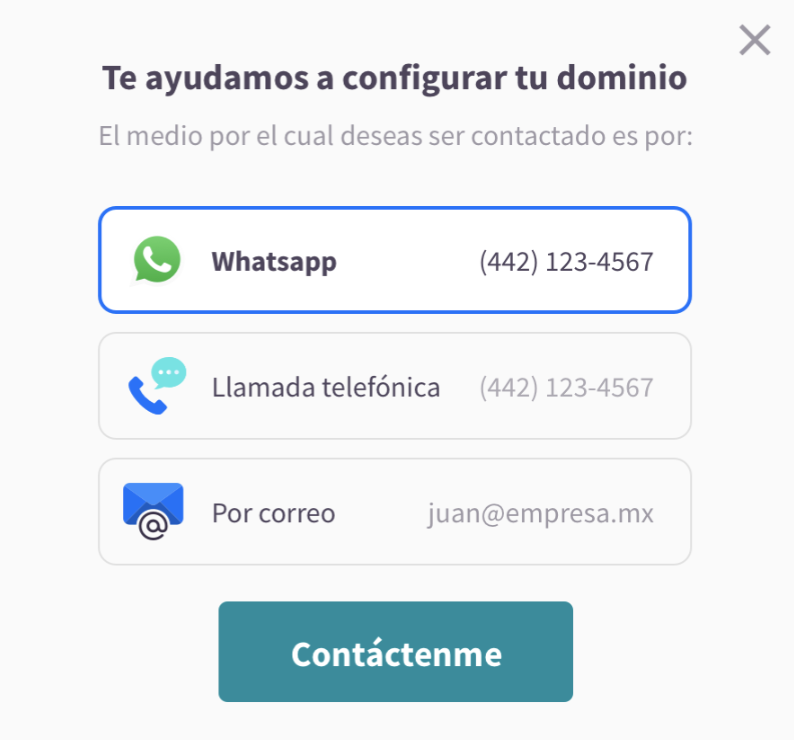 Te ayudamos a configurar tu dominio
El medio por el cual deseas ser contactado es por:
Whatsapp (442) 123-4567
Llamada telefónica (442) 123-4567
@ Por correo juan@empresa.mx
Contáctenme